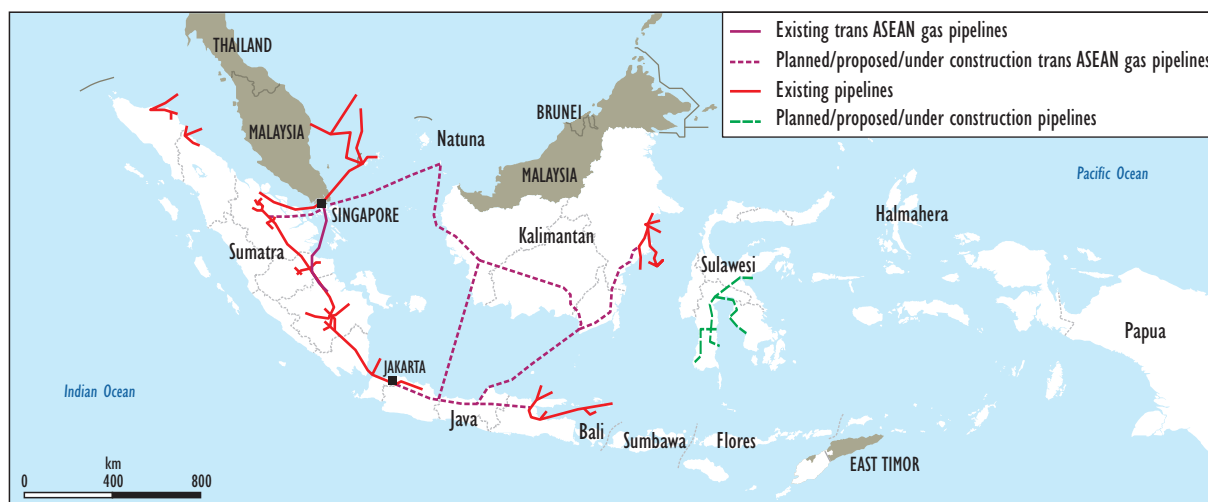 THAILAND
MALAYSIA
Natuna
BRUNEI
MALAYSIA
SINGAPORE
Sumatra
Kalimantan
Sulawesi
Halmahera
Pacific Ocean
Papua
JAKARTA
Indian Ocean
Java
Bali
Sumbawa
Flores
EAST TIMOR
km
0 400 800
Existing trans ASEAN gas pipelines
Planned/proposed/under construction trans ASEAN gas pipelines
Existing pipelines
Planned/proposed/under construction pipelines